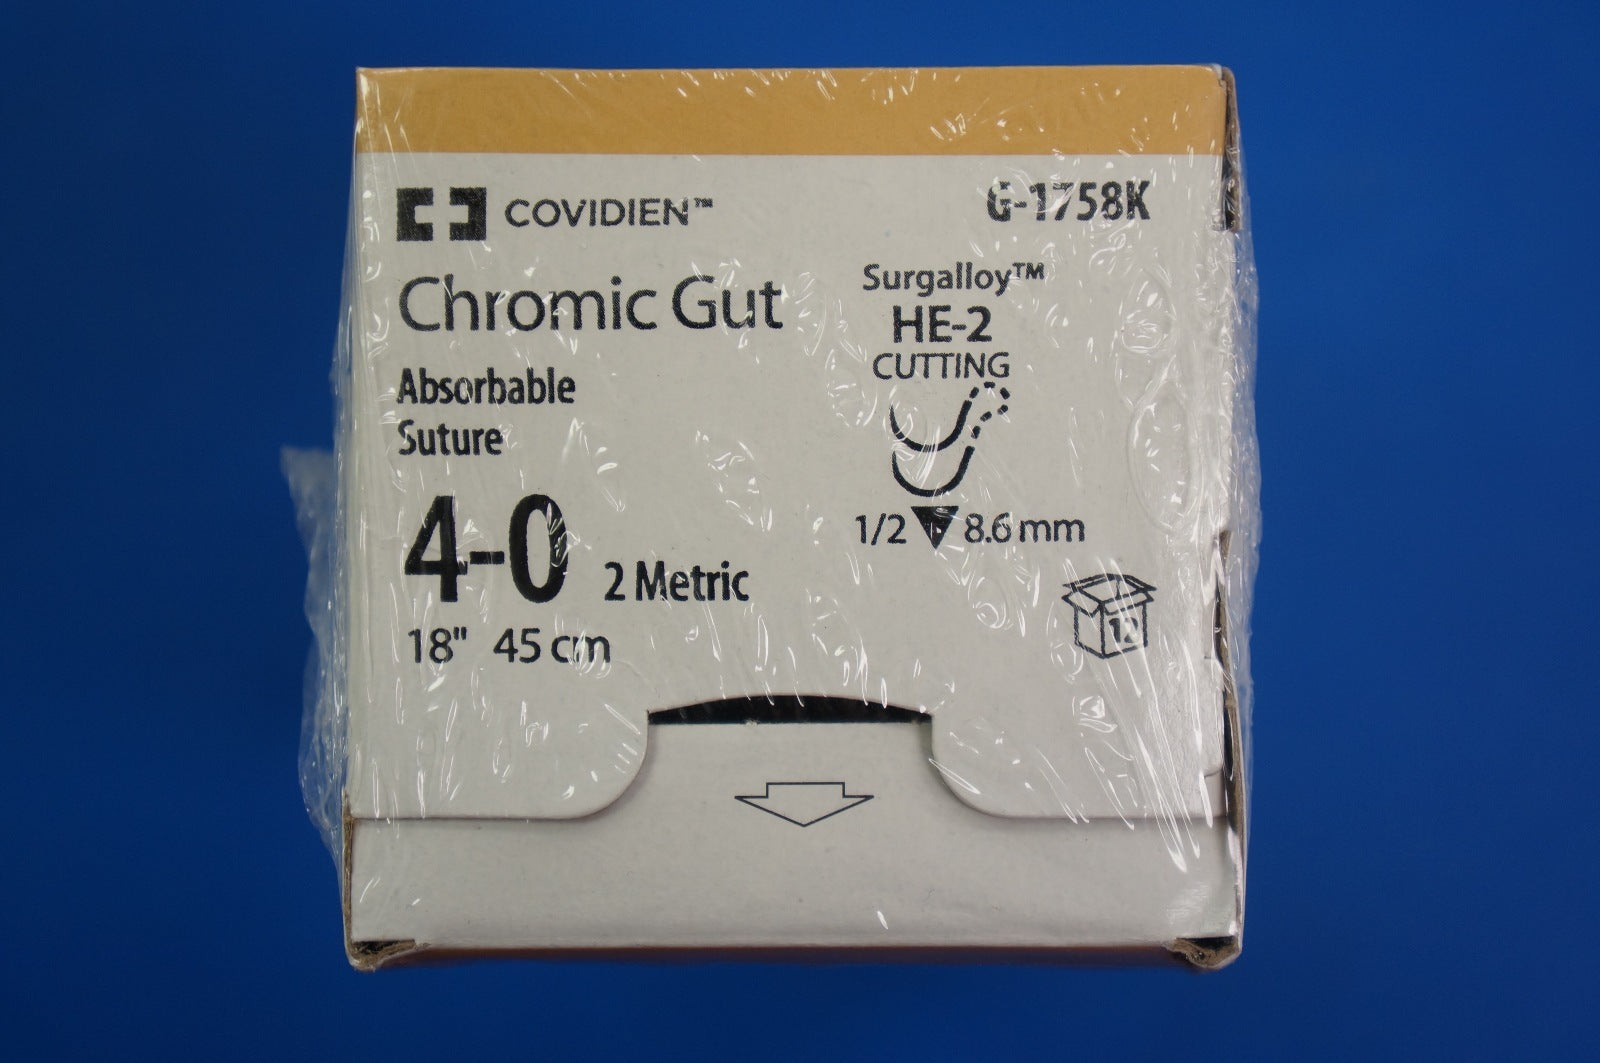 COVIDIEN™
G-1758K
Chromic Gut
Absorbable
Suture
4-0 2 Metric
18" 45 cm
Surgalloy™
HE-2
CUTTING
1/2 8.6 mm
12